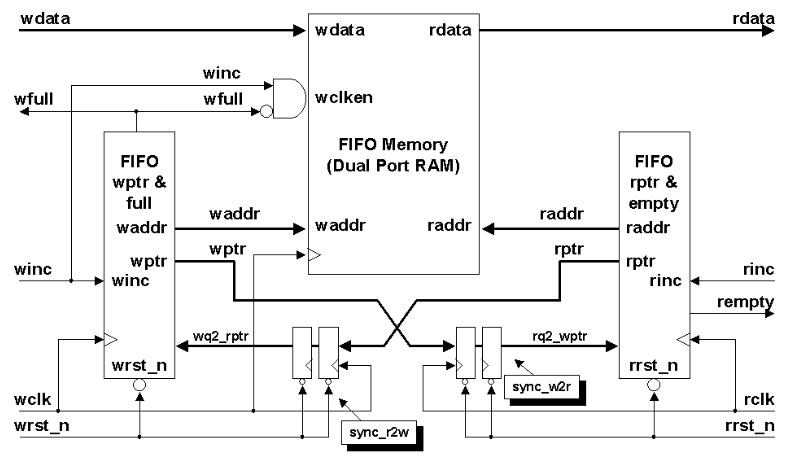 wdata
wdata
rdata
rdata
winc
wclken
wfull
wfull
FIFO Memory
(Dual Port RAM)
FIFO
wptr &
full
FIFO
rptr &
empty
waddr
waddr
waddr
raddr
raddr
raddr
wptr
wptr
rptr
rptr
winc
winc
rinc
rinc
rempty
wq2_rptr
rq2_wptr
wrst_n
rrst_n
sync_w2r
wclk
rclk
wrst_n
sync_r2w
rrst_n